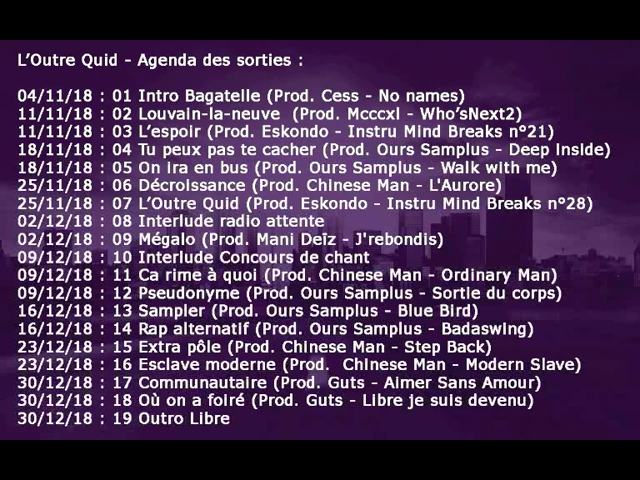 L'Outre Quid - Agenda des sorties :
04/11/18 : 01 Intro Bagatelle (Prod. Cess - No names)
11/11/18 : 02 Louvain-la-neuve  (Prod. Mcccxl - Who'sNext2)
11/11/18 : 03 L'espoir (Prod. Eskondo - Instru Mind Breaks n°21)
18/11/18 : 04 Tu peux pas te cacher (Prod. Ours Samplus - Deep Inside)
18/11/18 : 05 On ira en bus (Prod. Ours Samplus - Walk with me)
25/11/18 : 06 Décroissance (Prod. Chinese Man - L'Aurore)
25/11/18 : 07 L'Outre Quid (Prod. Eskondo - Instru Mind Breaks n°28)
02/12/18 : 08 Interlude radio attente
02/12/18 : 09 Mégalo (Prod. Mani Deïz - J'rebondis)
09/12/18 : 10 Interlude Concours de chant
09/12/18 : 11 Ca rime à quoi (Prod. Chinese Man - Ordinary Man)
09/12/18 : 12 Pseudonyme (Prod. Ours Samplus - Sortie du corps)
16/12/18 : 13 Sampler (Prod. Ours Samplus - Blue Bird)
16/12/18 : 14 Rap alternatif (Prod. Ours Samplus - Badaswing)
23/12/18 : 15 Extra pôle (Prod. Chinese Man - Step Back)
23/12/18 : 16 Esclave moderne (Prod.  Chinese Man - Modern Slave)
30/12/18 : 17 Communautaire (Prod. Guts - Aimer Sans Amour)
30/12/18 : 18 Où on a foiré (Prod. Guts - Libre je suis devenu)
30/12/18 : 19 Outro Libre